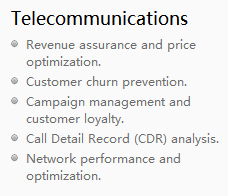 Telecommunications
Revenue assurance and price
optimization.
Customer churn prevention.
Campaign management and
customer loyalty.
Call Detail Record (CDR) analysis.
Network performance and
optimization.